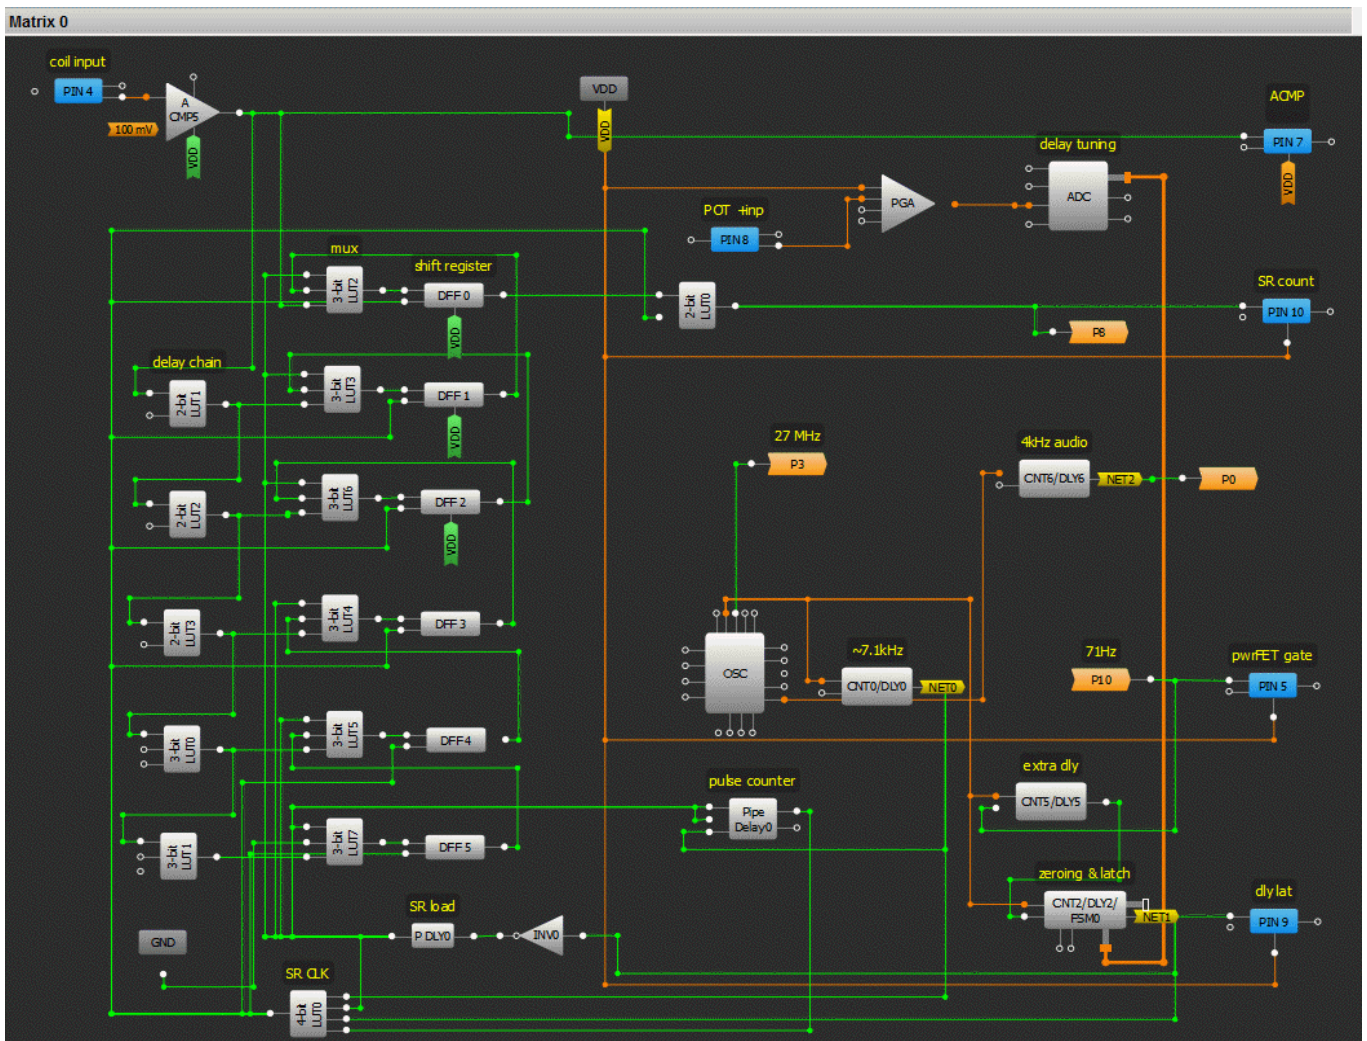 Matrix 0
coil input
PIN 4
A
CMP5
100 mV
VDD
VDD
VDD
ACMP
PIN 7
VDD
delay tuning
ADC
PGA
POT +inp
PIN 8
mux
3-bit
LUT2
shift register
DFF 0
VDD
2-bit
LUT0
SR count
PIN 10
P8
delay chain
2-bit
LUT1
3-bit
LUT3
DFF 1
VDD
27 MHz
P3
4kHz audio
CNT6/DLY6
NET2
P0
2-bit
LUT2
3-bit
LUT6
DFF 2
VDD
2-bit
LUT3
3-bit
LUT4
DFF 3
OSC
~7.1kHz
CNT0/DLY0
NET0
71Hz
P10
pwrFET gate
PIN 5
3-bit
LUT0
3-bit
LUT5
DFF4
pulse counter
Pipe
Delay0
extra dly
CNT5/DLY5
3-bit
LUT1
3-bit
LUT7
DFF 5
zeroing & latch
CNT2/DLY2/
FSM0
NET1
dly lat
PIN 9
SR load
P DLY0
INV0
GND
SR CLK
4-bit
LUT0